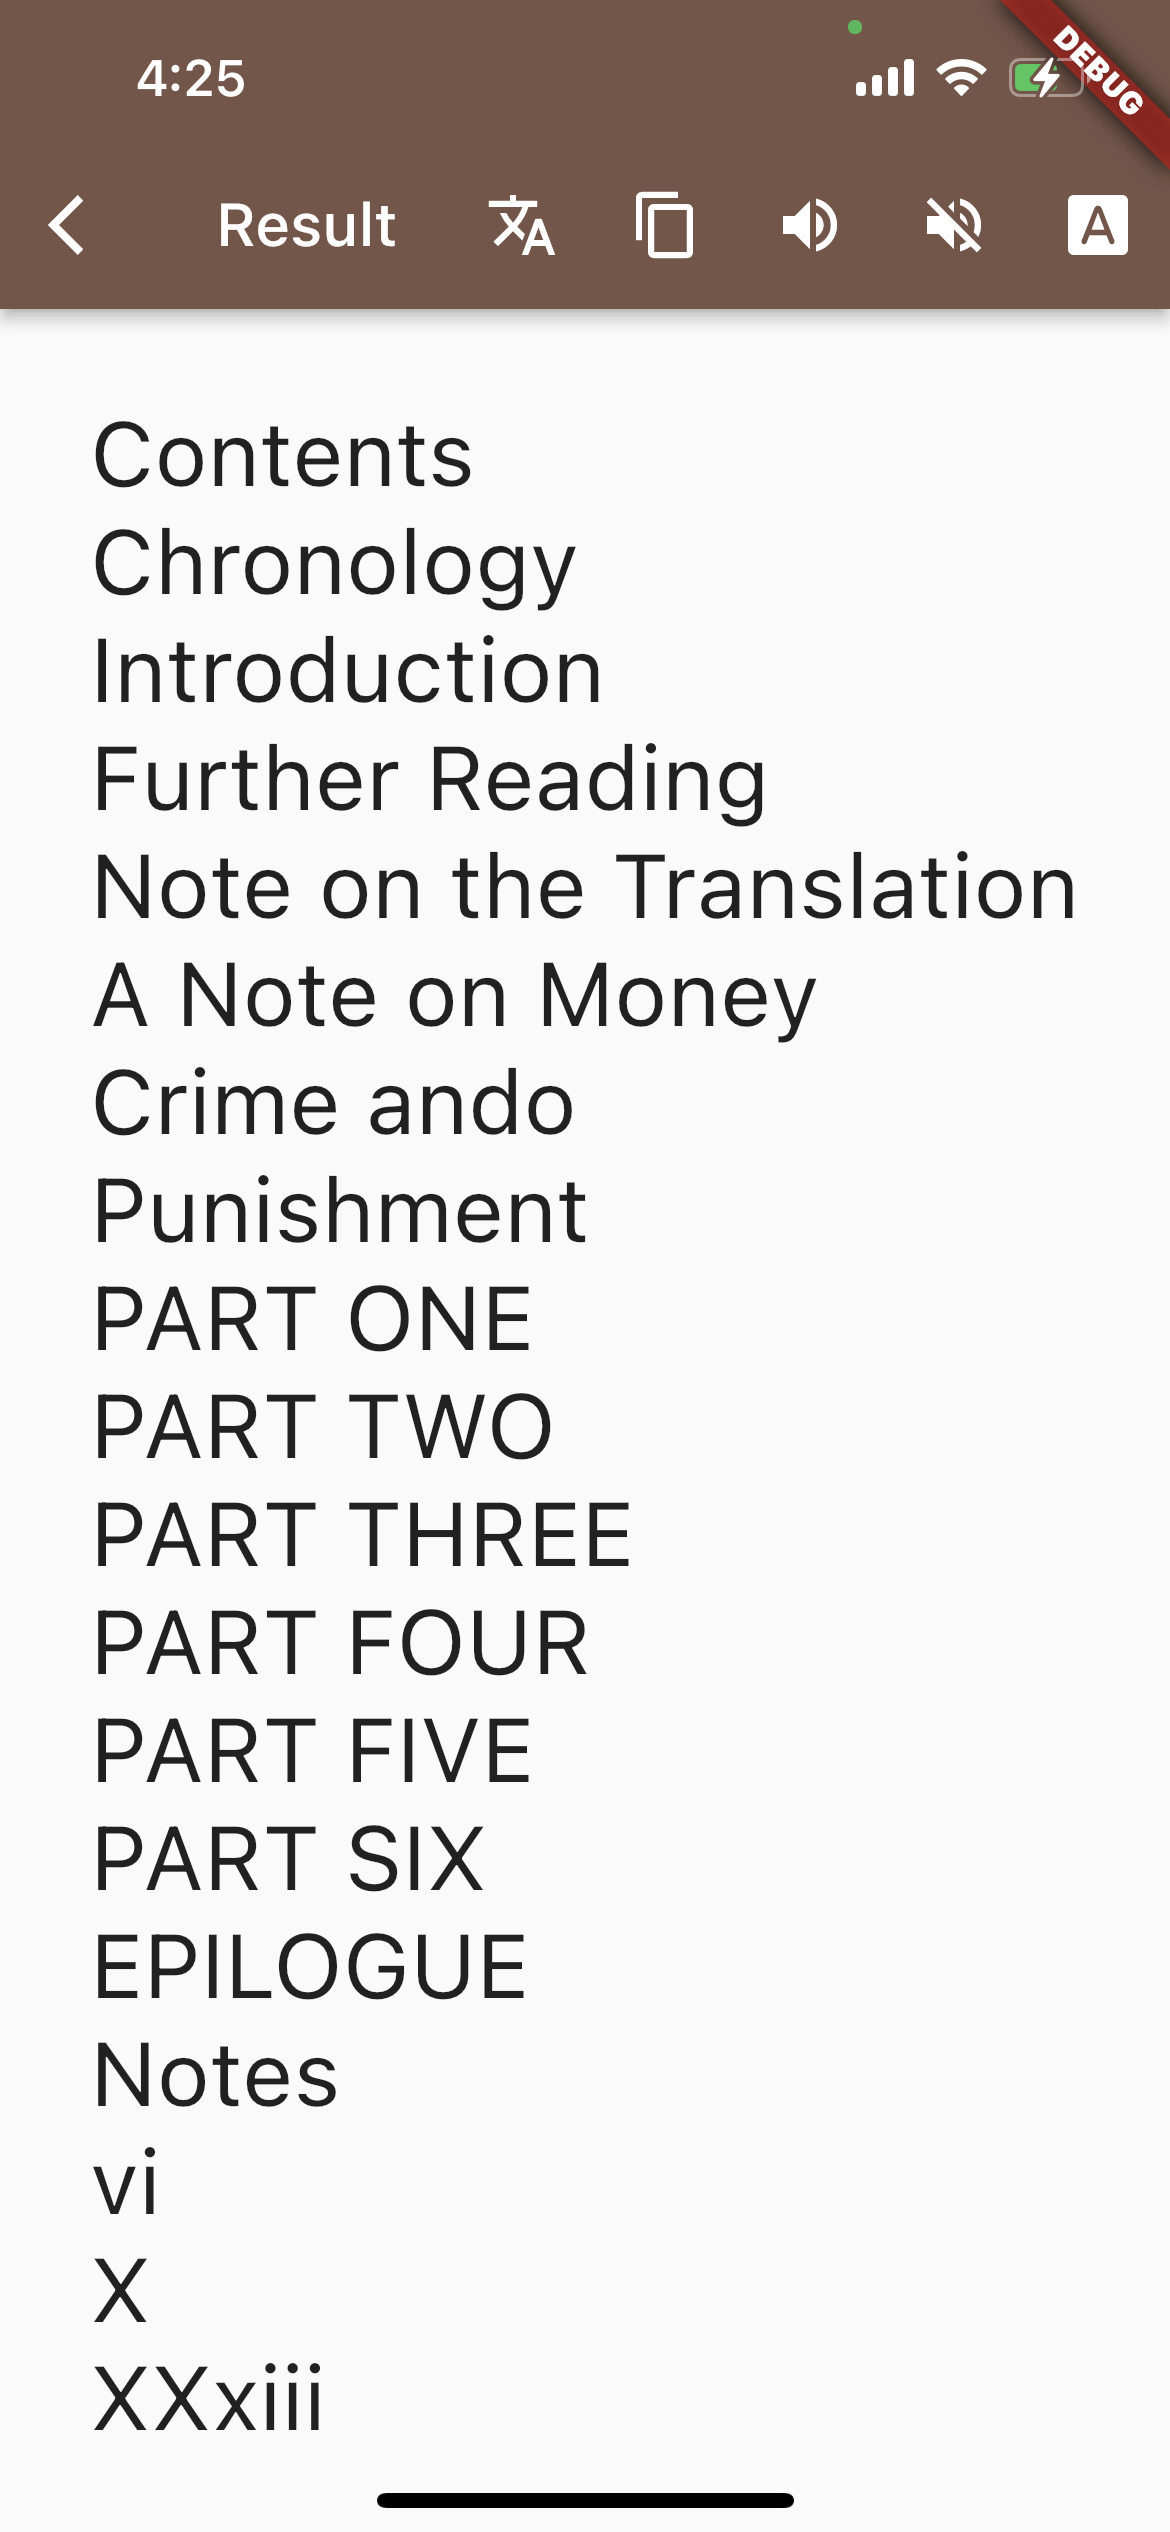 4:25
DEBUG
Result
A
Contents
Chronology
Introduction
Further Reading
Note on the Translation
A Note on Money
Crime ando
Punishment
PART ONE
PART TWO
PART THREE
PART FOUR
PART FIVE
PART SIX
EPILOGUE
Notes
vi
X
XXxiii